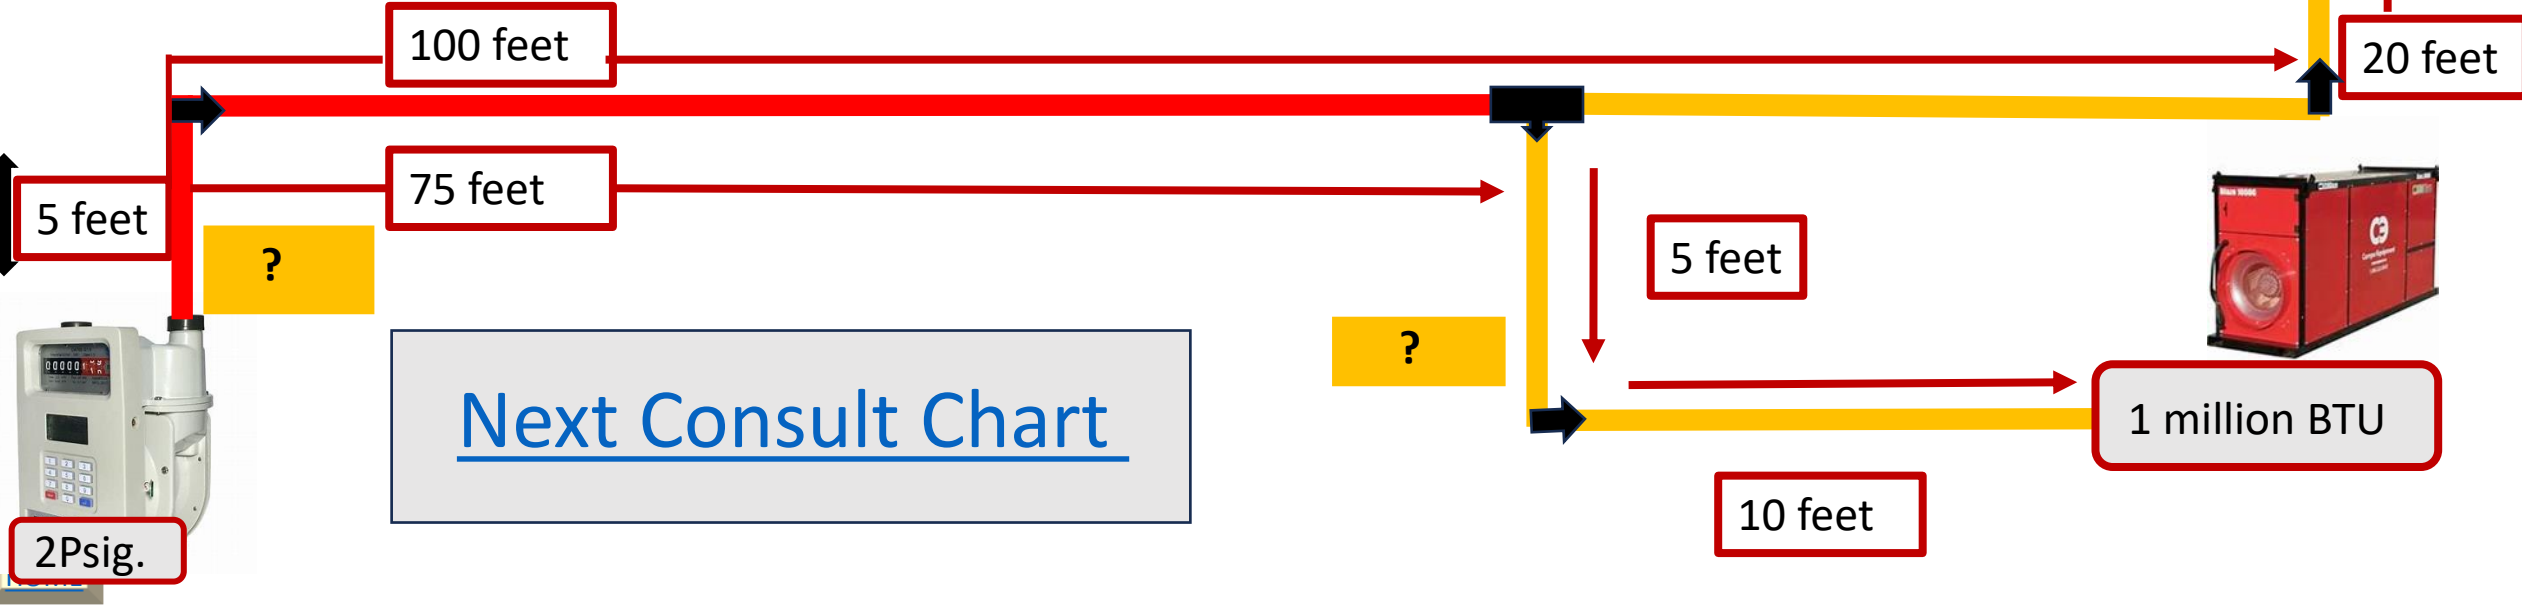 100 feet
20 feet
75 feet
5 feet
?
5 feet
?
Next Consult Chart
1 million BTU
10 feet
2Psig.
HOME